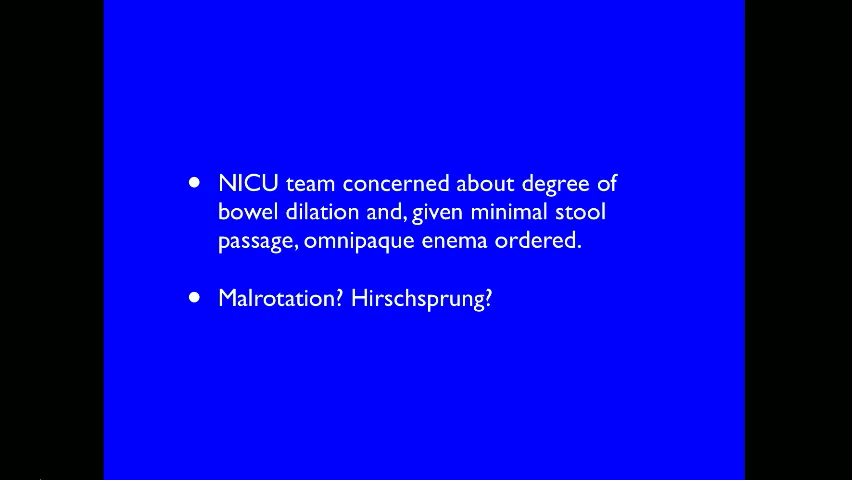 • NICU team concerned about degree of
bowel dilation and, given minimal stool
passage, omnipaque enema ordered.
• Malrotation? Hirschsprung?